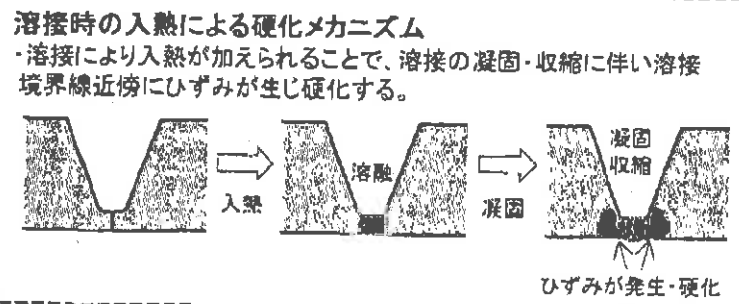 溶接時の入熱による硬化メカニズム
・溶接により入熱が加えられることで、溶接の凝固・収縮に伴い溶接
境界線近傍にひずみが生じ硬化する。
入熱
溶融
凝固
凝固
収縮
ひずみが発生・硬化